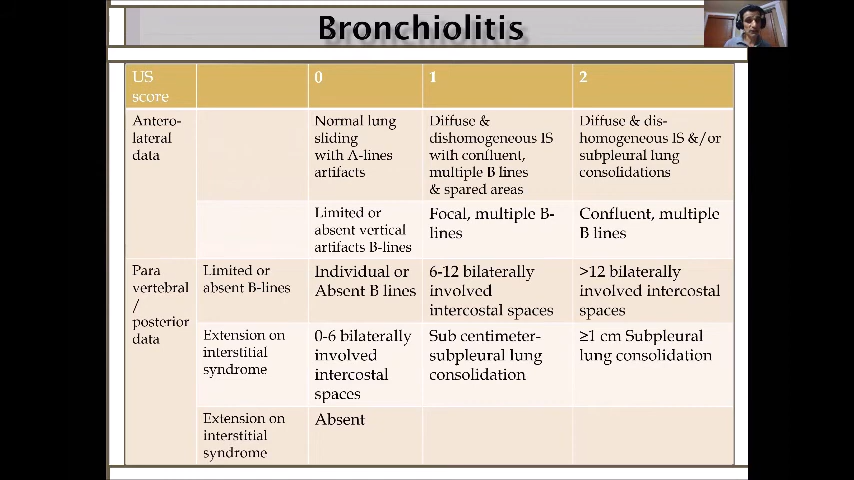 Bronchiolitis
US
score
0
1
2
Antero-
lateral
data
Normal lung
sliding
with A-lines
artifacts
Diffuse &
dishomogeneous IS
with confluent,
multiple B lines
& spared areas
Diffuse & dis-
homogeneous IS &/or
subpleural lung
consolidations
Limited or
absent vertical
artifacts B-lines
Focal, multiple B-
lines
Confluent, multiple
B lines
Para
vertebral
/
posterior
data
Limited or
absent B-lines
Individual or
Absent B lines
6-12 bilaterally
involved
intercostal spaces
>12 bilaterally
involved intercostal
spaces
Extension on
interstitial
syndrome
0-6 bilaterally
involved
intercostal
spaces
Sub centimeter-
subpleural lung
consolidation
≥1 cm Subpleural
lung consolidation
Extension on
interstitial
syndrome
Absent